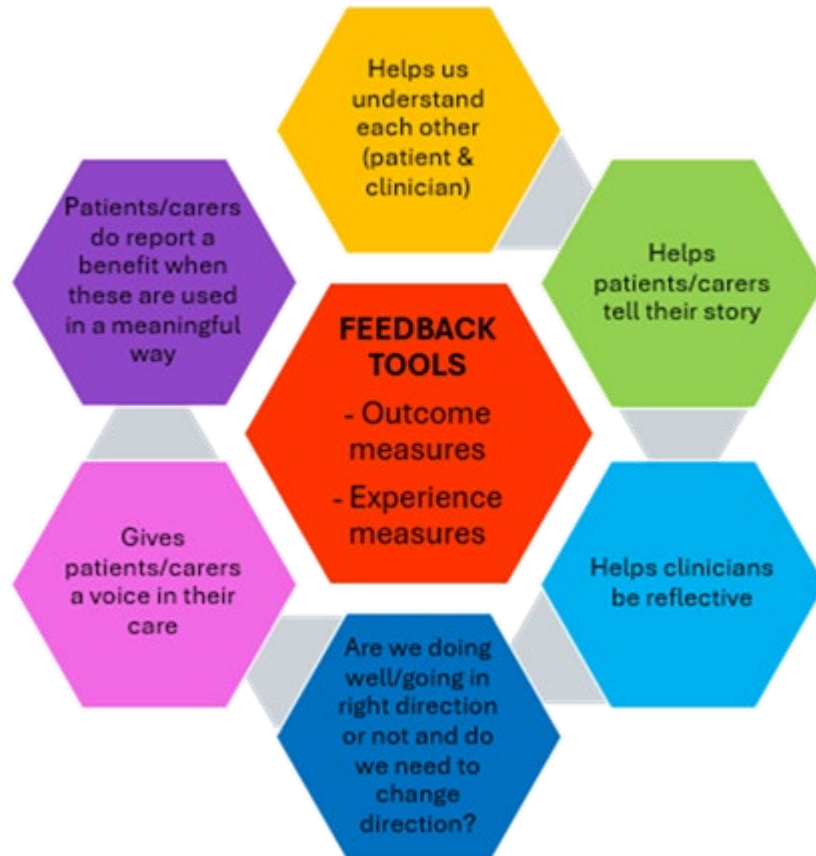 Helps us
understand
each other
(patient &
clinician)
Helps
patients/carers
tell their story
Helps clinicians
be reflective
Are we doing
well/going in
right direction
or not and do
we need to
change
direction?
Gives
patients/carers
a voice in their
care
Patients/carers
do report a
benefit when
these are used
in a meaningful
way
FEEDBACK
TOOLS
- Outcome
measures
- Experience
measures